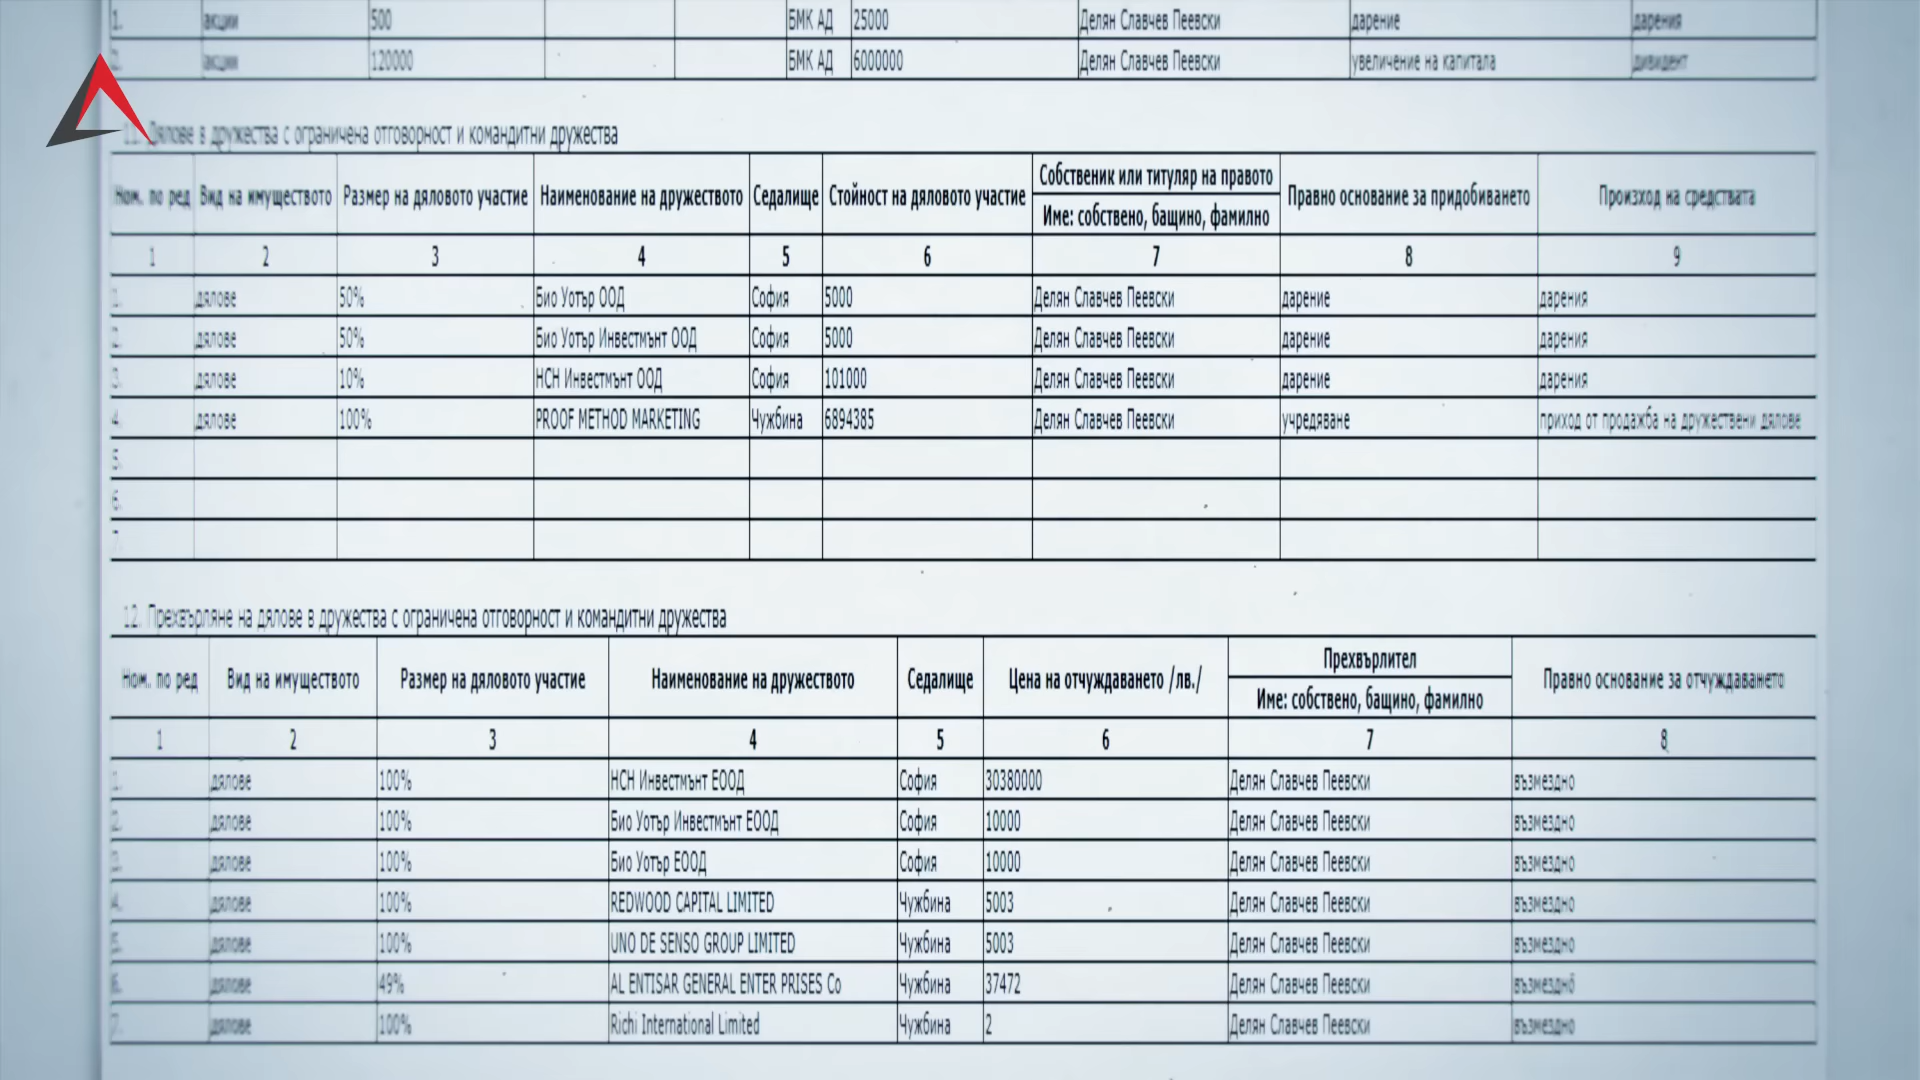 1. акции 500 БМК АД 25000 Делян Славчев Пеевски дарение дарения
2. акции 120000 БМК АД 6000000 Делян Славчев Пеевски увеличение на капитала дивидент
11. Дялове в дружества с ограничена отговорност и командитни дружества
Ном. по ред Вид на имуществото Размер на дяловото участие Наименование на дружеството Седалище Стойност на дяловото участие Собственик или титуляр на правото Правно основание за придобиването Произход на средствата
Име: собствено, бащино, фамилно
1 2 3 4 5 6 7 8 9
1. дялове 50% Био Уотър ООД София 5000 Делян Славчев Пеевски дарение дарения
2. дялове 50% Био Уотър Инвестмънт ООД София 5000 Делян Славчев Пеевски дарение дарения
3. дялове 10% НСН Инвестмънт ООД София 101000 Делян Славчев Пеевски дарение дарения
4. дялове 100% PROOF METHOD MARKETING Чужбина 6894385 Делян Славчев Пеевски учредяване приход от продажба на дружествени дялове
5.
6.
7.
12. Прехвърляне на дялове в дружества с ограничена отговорност и командитни дружества
Ном. по ред Вид на имуществото Размер на дяловото участие Наименование на дружеството Седалище Цена на отчуждаването /лв./ Прехвърлител Правно основание за отчуждаването
Име: собствено, бащино, фамилно
1 2 3 4 5 6 7 8
1. дялове 100% НСН Инвестмънт ЕООД София 30380000 Делян Славчев Пеевски възмездно
2. дялове 100% Био Уотър Инвестмънт ЕООД София 10000 Делян Славчев Пеевски възмездно
3. дялове 100% Био Уотър ЕООД София 10000 Делян Славчев Пеевски възмездно
4. дялове 100% REDWOOD CAPITAL LIMITED Чужбина 5003 Делян Славчев Пеевски възмездно
5. дялове 100% UNO DE SENSO GROUP LIMITED Чужбина 5003 Делян Славчев Пеевски възмездно
6. дялове 49% AL ENTISAR GENERAL ENTER PRISES Co Чужбина 37472 Делян Славчев Пеевски възмездно
7. дялове 100% Richi International Limited Чужбина 2 Делян Славчев Пеевски възмездно